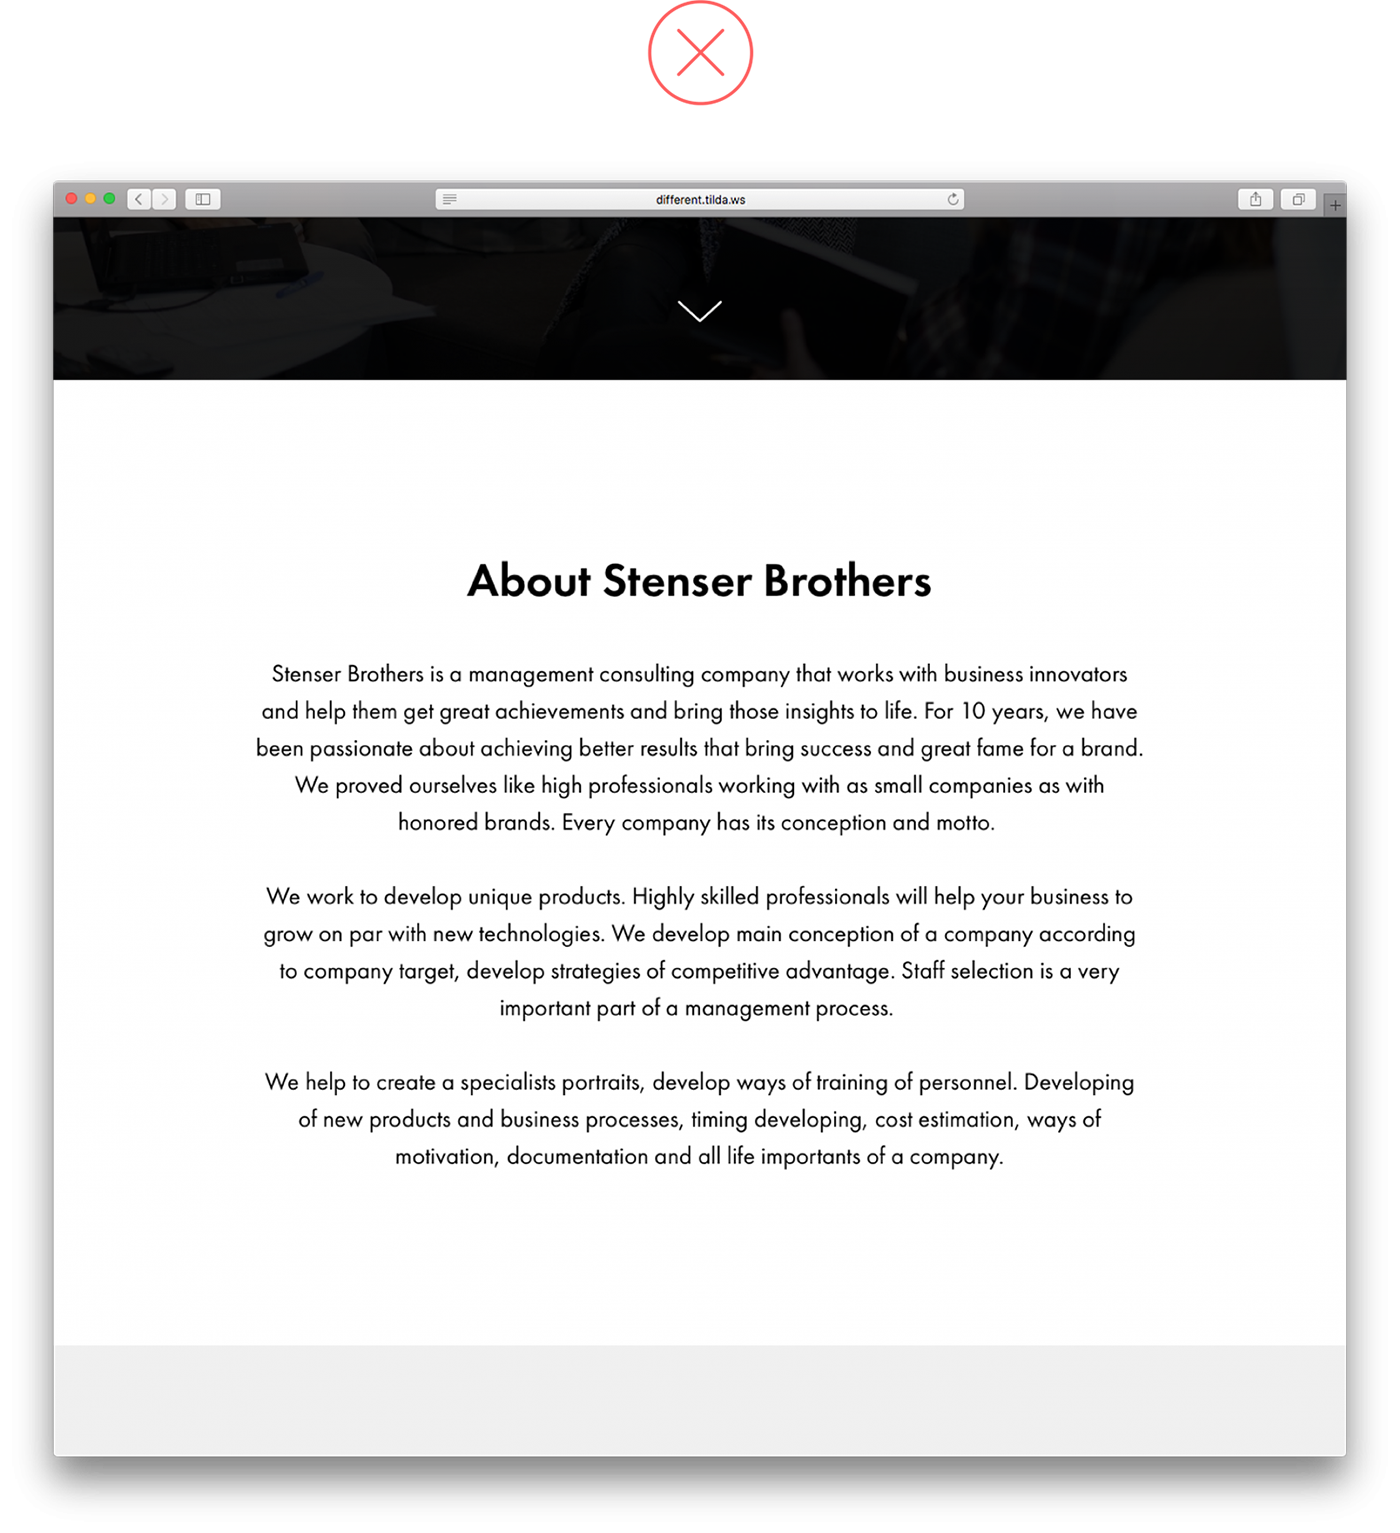 different.tilda.ws
About Stenser Brothers
Stenser Brothers is a management consulting company that works with business innovators
and help them get great achievements and bring those insights to life. For 10 years, we have
been passionate about achieving better results that bring success and great fame for a brand.
We proved ourselves like high professionals working with as small companies as with
honored brands. Every company has its conception and motto.
We work to develop unique products. Highly skilled professionals will help your business to
grow on par with new technologies. We develop main conception of a company according
to company target, develop strategies of competitive advantage. Staff selection is a very
important part of a management process.
We help to create a specialists portraits, develop ways of training of personnel. Developing
of new products and business processes, timing developing, cost estimation, ways of
motivation, documentation and all life importants of a company.